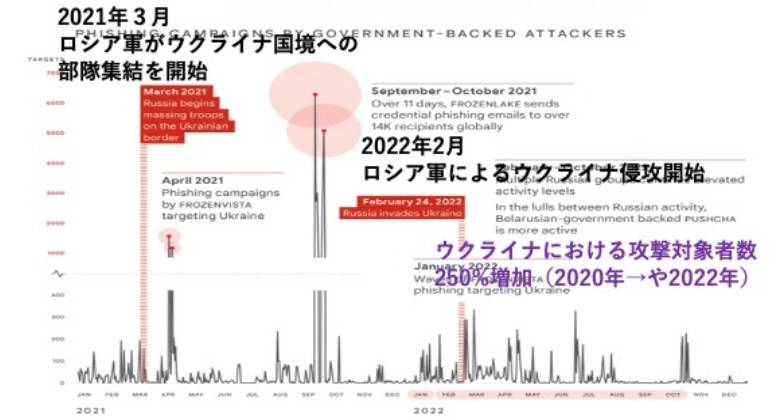 2021年３月
ロシア軍がウクライナ国境への
部隊集結を開始
PHISHING CAMPAIGNS BY GOVERNMENT-BACKED ATTACKERS
TARGETS
March 2021
Russia begins
massing troops
on the Ukrainian
border
September–October 2021
Over 11 days, FROZENLAKE sends
credential phishing emails to over
14K recipients globally
2022年2月
ロシア軍によるウクライナ侵攻開始
April 2021
Phishing campaigns
by FROZENVISTA
targeting Ukraine
activity levels
In the lulls between Russian activity,
Belarusian-government backed PUSHCHA
is more active
February 24, 2022
Russia invades Ukraine
ウクライナにおける攻撃対象者数
250%増加（2020年→や2022年）
January 2022
phishing targeting Ukraine
6000
5000
4000
3000
2000
1000
400
300
200
100
0
JAN FEB MAR APR MAY JUN JUL AUG SEP OCT NOV DEC JAN FEB MAR APR MAY JUN JUL AUG SEP OCT NOV DEC
2021 2022